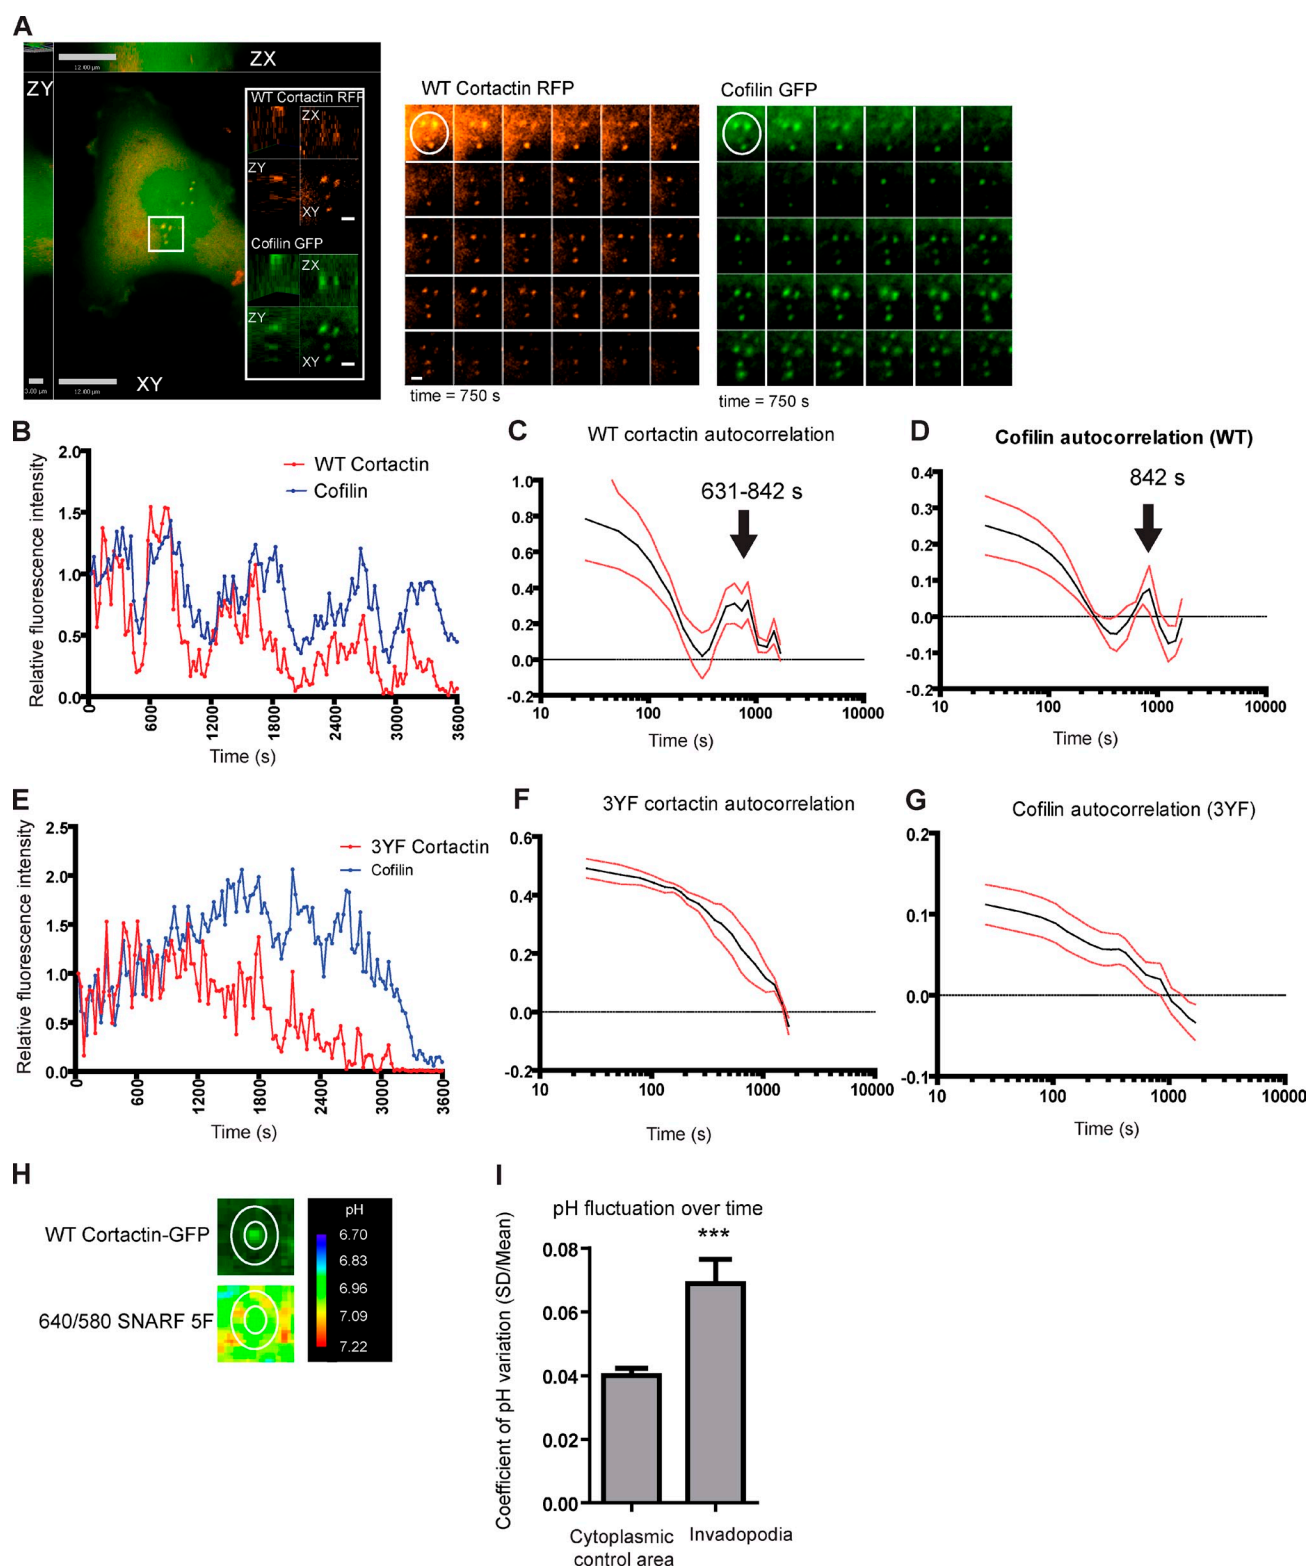 A
ZX
12.00 µm
ZY
WT Cortactin RFP
ZX
ZY
XY
Cofilin GFP
ZX
ZY
XY
3.00 µm
12.00 µm
XY
WT Cortactin RFP
time = 750 s
Cofilin GFP
time = 750 s
B
Relative fluorescence intensity
2.0
1.5
1.0
0.5
0.0
WT Cortactin
Cofilin
0 600 1200 1800 2400 3000 3600
Time (s)
C
WT cortactin autocorrelation
631-842 s
1.0
0.8
0.6
0.4
0.2
0.0
-0.2
10 100 1000 10000
Time (s)
D
Cofilin autocorrelation (WT)
842 s
0.4
0.3
0.2
0.1
0.0
-0.1
-0.2
10 100 1000 10000
Time (s)
E
Relative fluorescence intensity
2.5
2.0
1.5
1.0
0.5
0.0
3YF Cortactin
Cofilin
0 600 1200 1800 2400 3000 3600
Time (s)
F
3YF cortactin autocorrelation
0.6
0.4
0.2
0.0
-0.2
10 100 1000 10000
Time (s)
G
Cofilin autocorrelation (3YF)
0.2
0.1
0.0
-0.1
10 100 1000 10000
Time (s)
H
WT Cortactin-GFP
640/580 SNARF 5F
pH
6.70
6.83
6.96
7.09
7.22
I
pH fluctuation over time
***
Coefficient of pH variation (SD/Mean)
0.08
0.06
0.04
0.02
0.00
Cytoplasmic
control area
Invadopodia